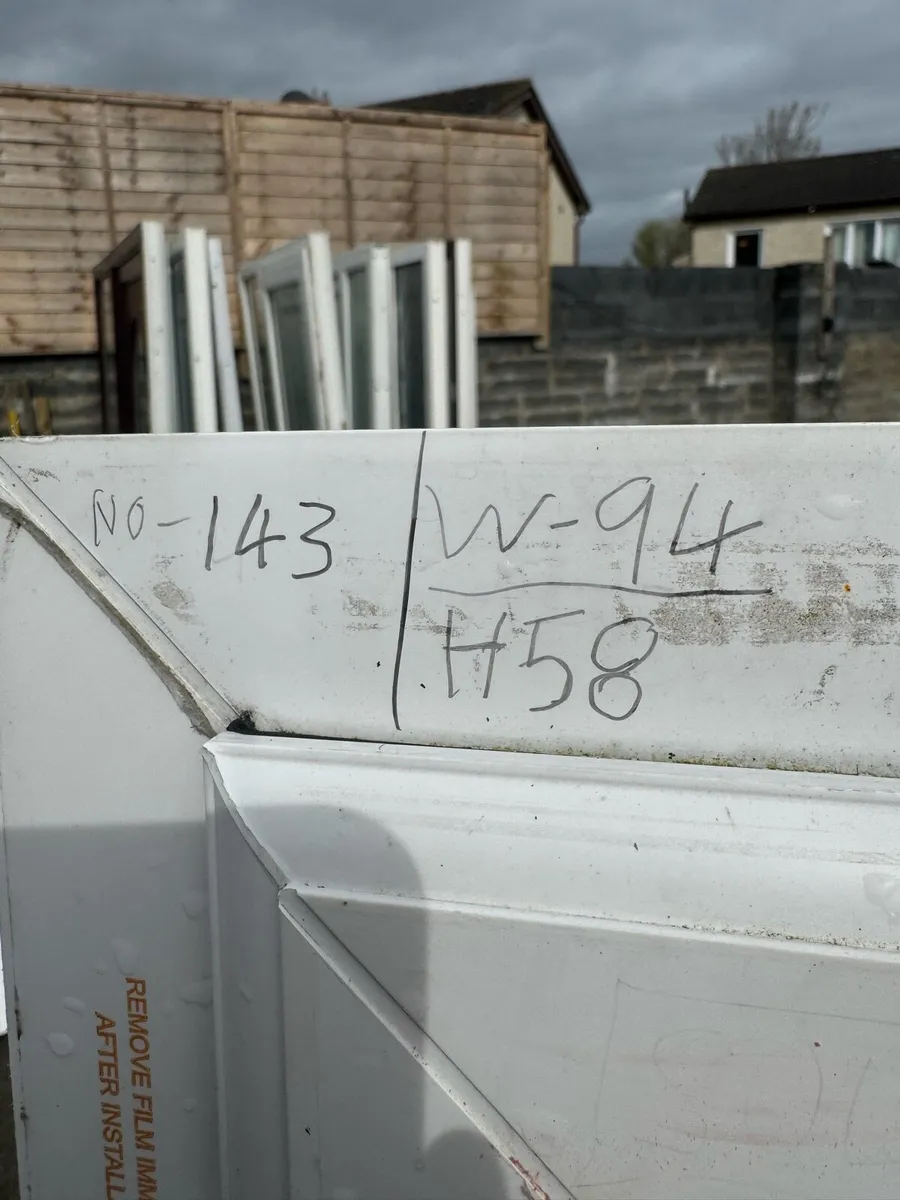 NO-143
W-94
H58
REMOVE FILM IMM
AFTER INSTALL